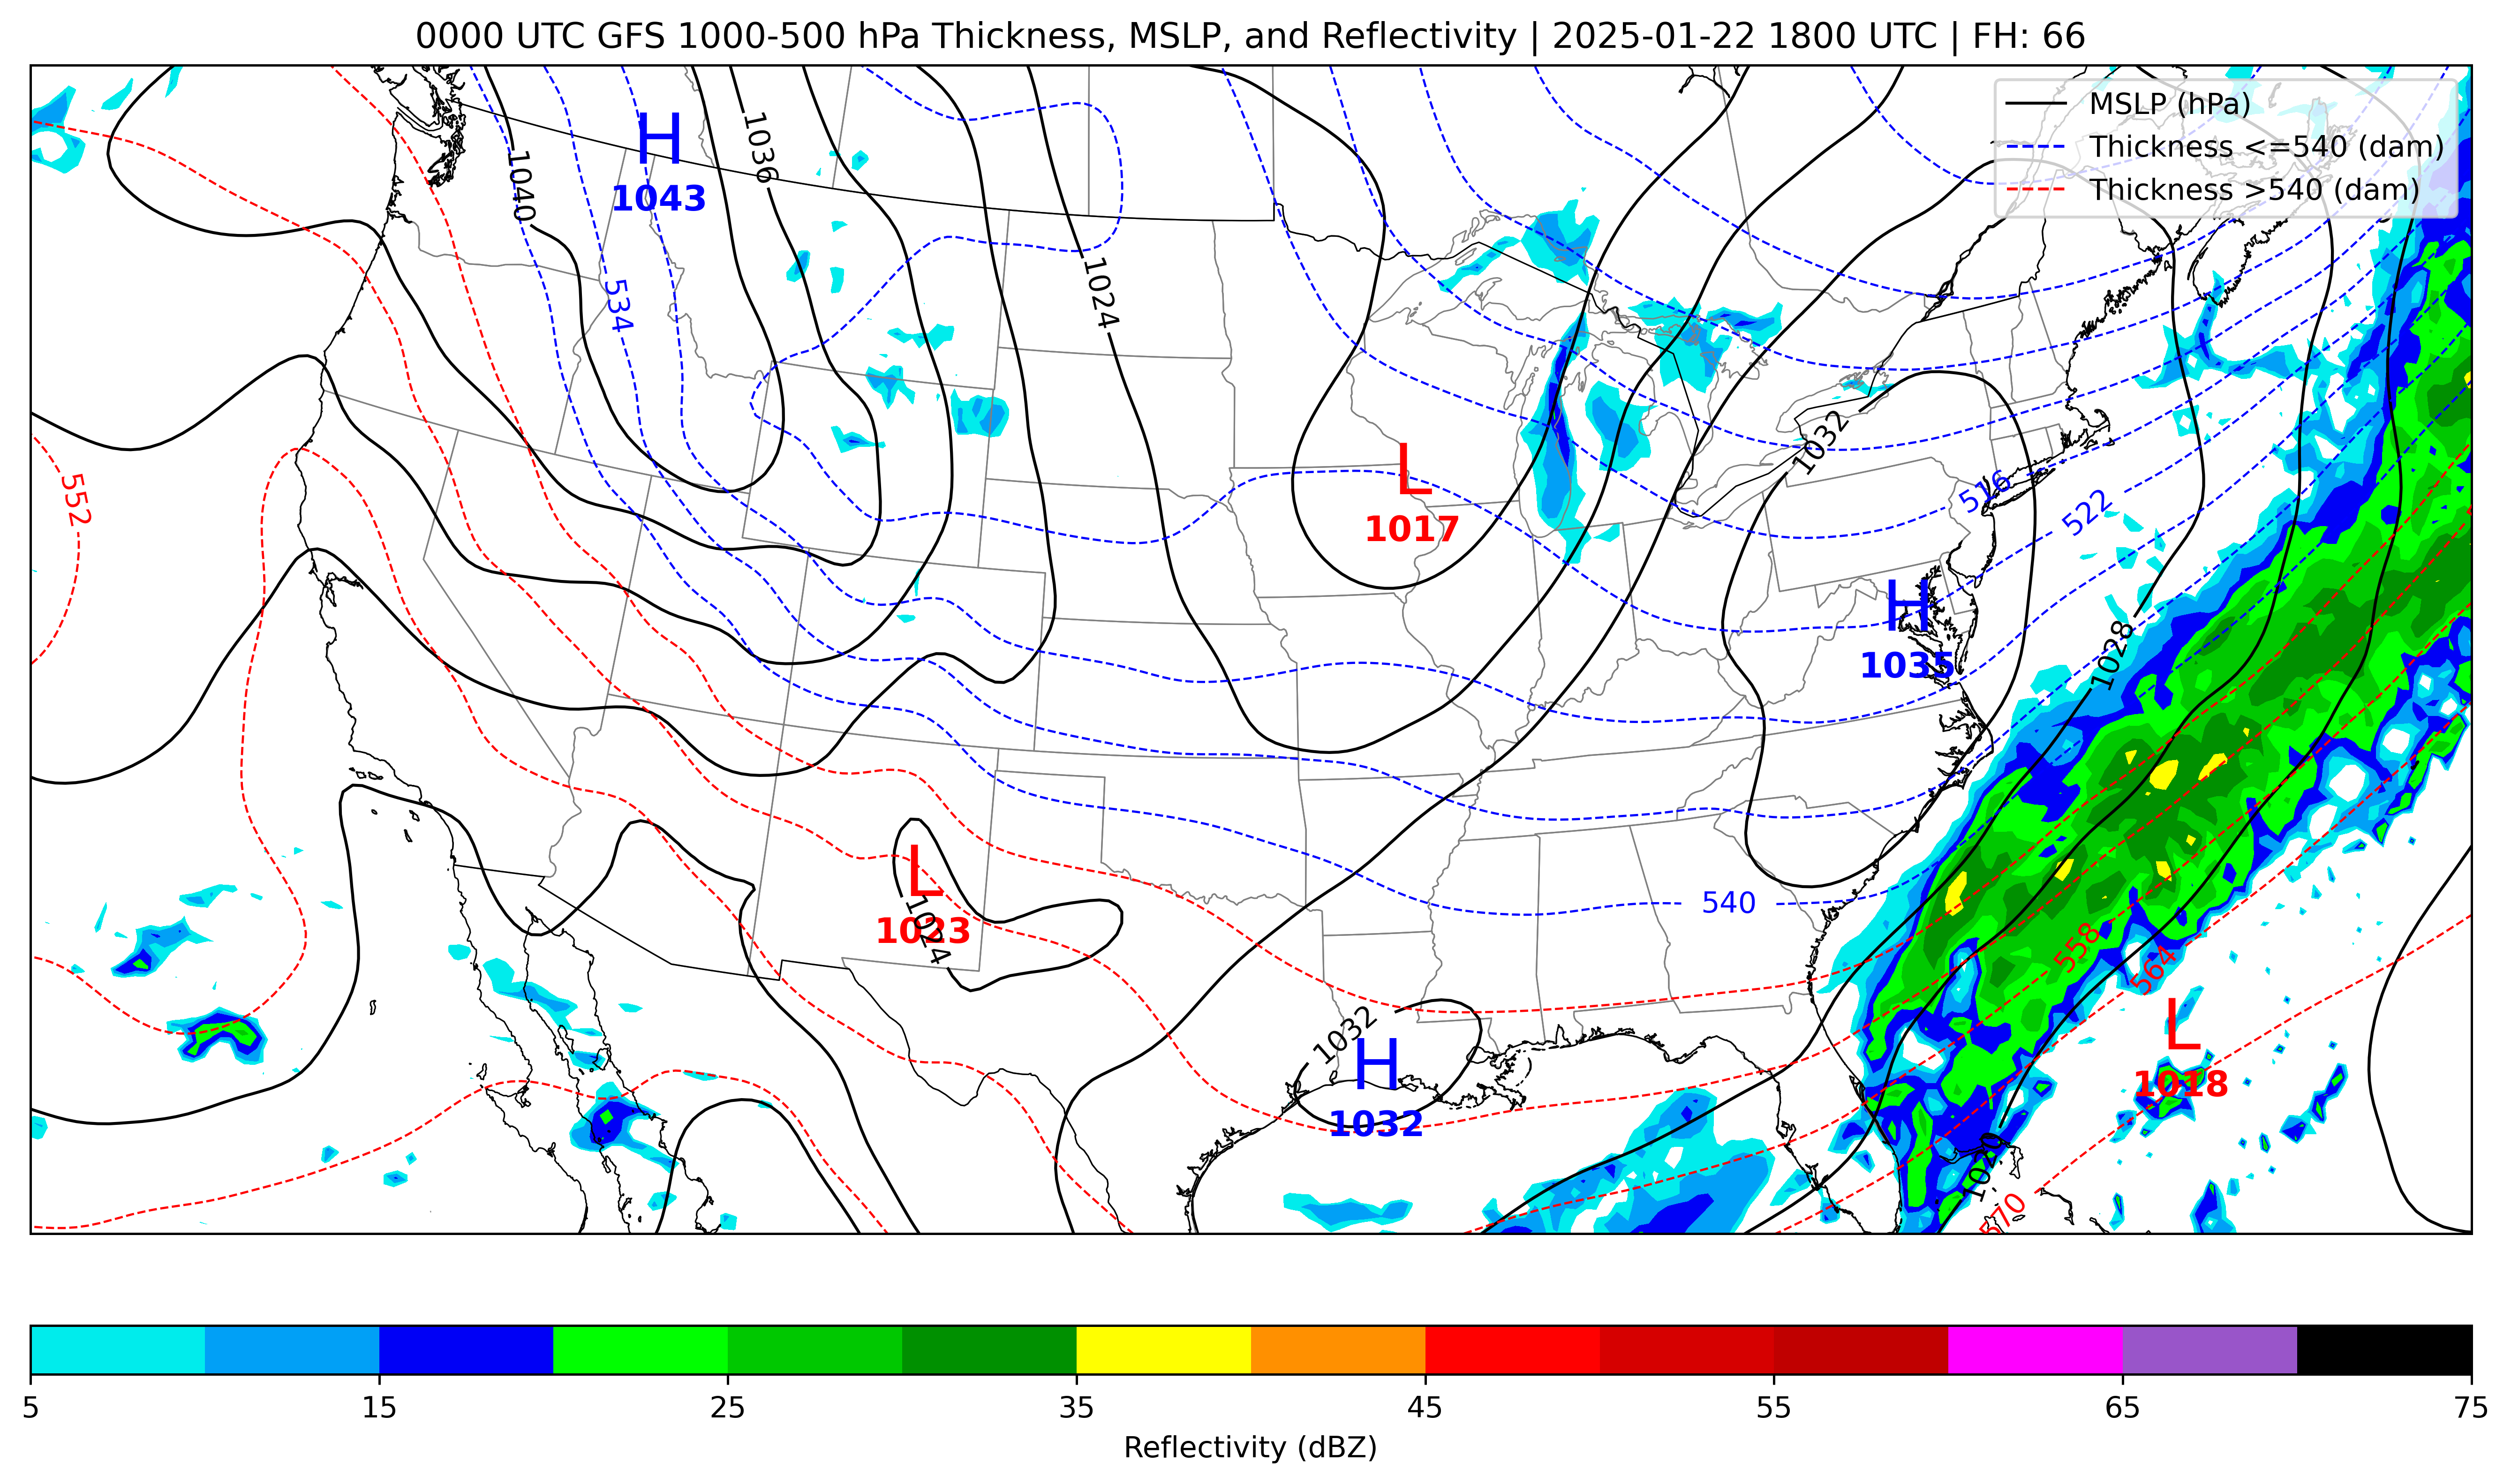 0000 UTC GFS 1000-500 hPa Thickness, MSLP, and Reflectivity | 2025-01-22 1800 UTC | FH: 66
MSLP (hPa)
Thickness <=540 (dam)
Thickness >540 (dam)
H
1043
1040
1036
534
1024
552
L
1017
1032
516
522
H
1035
1028
L
1023
1024
540
558
564
1032
H
1032
L
1018
1020
570
5 15 25 35 45 55 65 75
Reflectivity (dBZ)